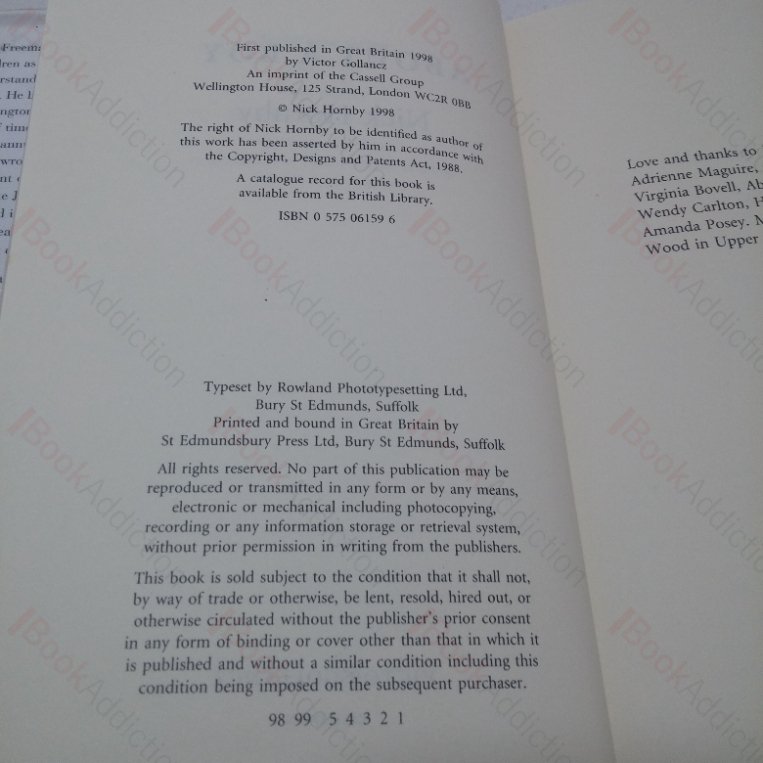 First published in Great Britain 1998
by Victor Gollancz
An imprint of the Cassell Group
Wellington House, 125 Strand, London WC2R 0BB
© Nick Hornby 1998
The right of Nick Hornby to be identified as author of
this work has been asserted by him in accordance with
the Copyright, Designs and Patents Act, 1988.
A catalogue record for this book is
available from the British Library.
ISBN 0 575 06159 6
Typeset by Rowland Phototypesetting Ltd,
Bury St Edmunds, Suffolk
Printed and bound in Great Britain by
St Edmundsbury Press Ltd, Bury St Edmunds, Suffolk
All rights reserved. No part of this publication may be
reproduced or transmitted in any form or by any means,
electronic or mechanical including photocopying,
recording or any information storage or retrieval system,
without prior permission in writing from the publishers.
This book is sold subject to the condition that it shall not,
by way of trade or otherwise, be lent, resold, hired out, or
otherwise circulated without the publisher's prior consent
in any form of binding or cover other than that in which it
is published and without a similar condition including this
condition being imposed on the subsequent purchaser.
98 99 5 4 3 2 1
Love and thanks to
Adrienne Maguire,
Virginia Bovell, Ab
Wendy Carlton, H
Amanda Posey. M
Wood in Upper
BookAddiction